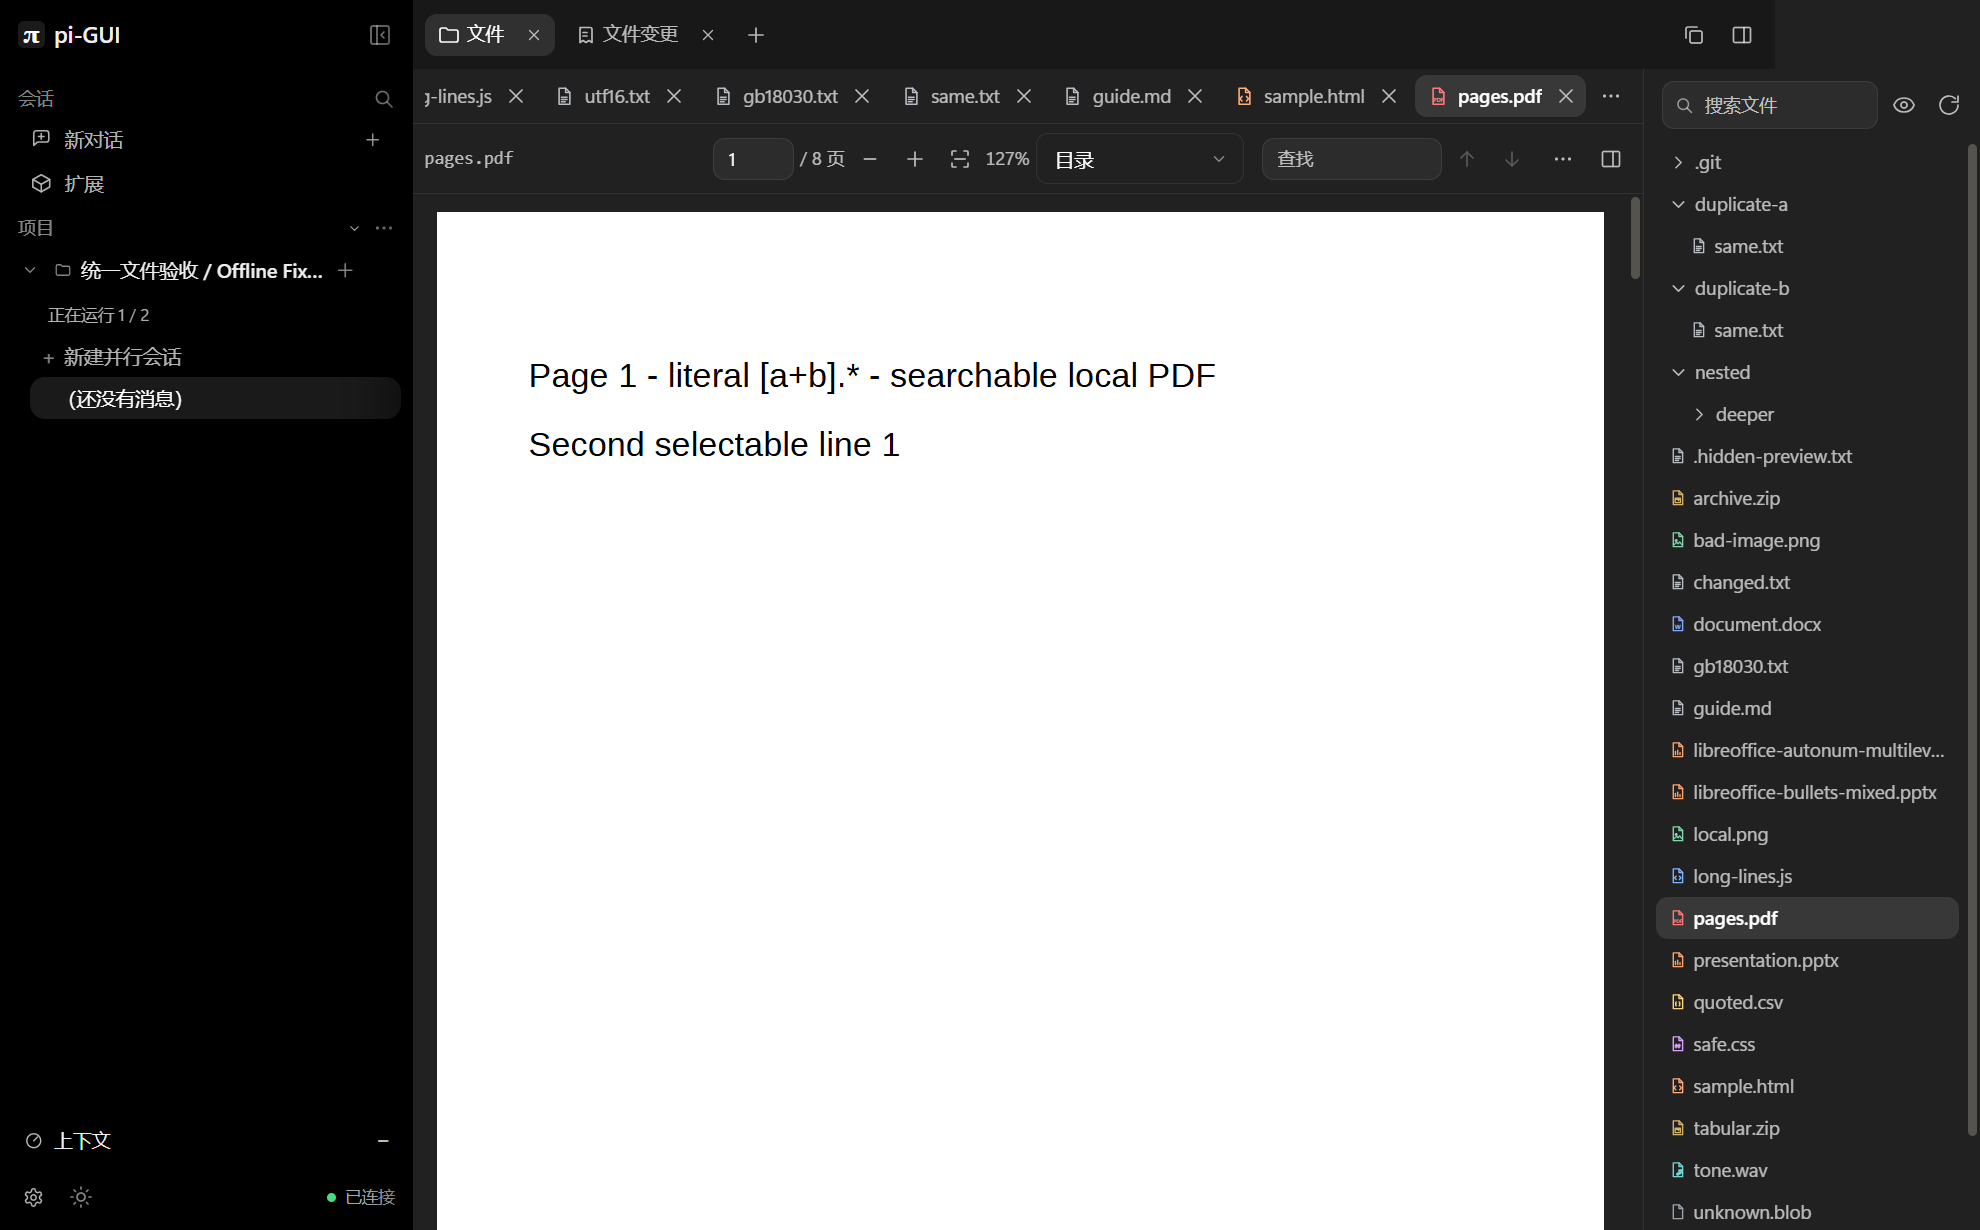 π pi-GUI
会话
新对话
扩展
项目
统一文件验收 / Offline Fix...
正在运行 1 / 2
+ 新建并行会话
(还没有消息)
上下文
已连接
文件
文件变更
g-lines.js
utf16.txt
gb18030.txt
same.txt
guide.md
sample.html
pages.pdf
pages.pdf
1 / 8 页
127%
目录
查找
Page 1 - literal [a+b].* - searchable local PDF
Second selectable line 1
搜索文件
.git
duplicate-a
same.txt
duplicate-b
same.txt
nested
deeper
.hidden-preview.txt
archive.zip
bad-image.png
changed.txt
document.docx
gb18030.txt
guide.md
libreoffice-autonum-multilev...
libreoffice-bullets-mixed.pptx
local.png
long-lines.js
pages.pdf
presentation.pptx
quoted.csv
safe.css
sample.html
tabular.zip
tone.wav
unknown.blob